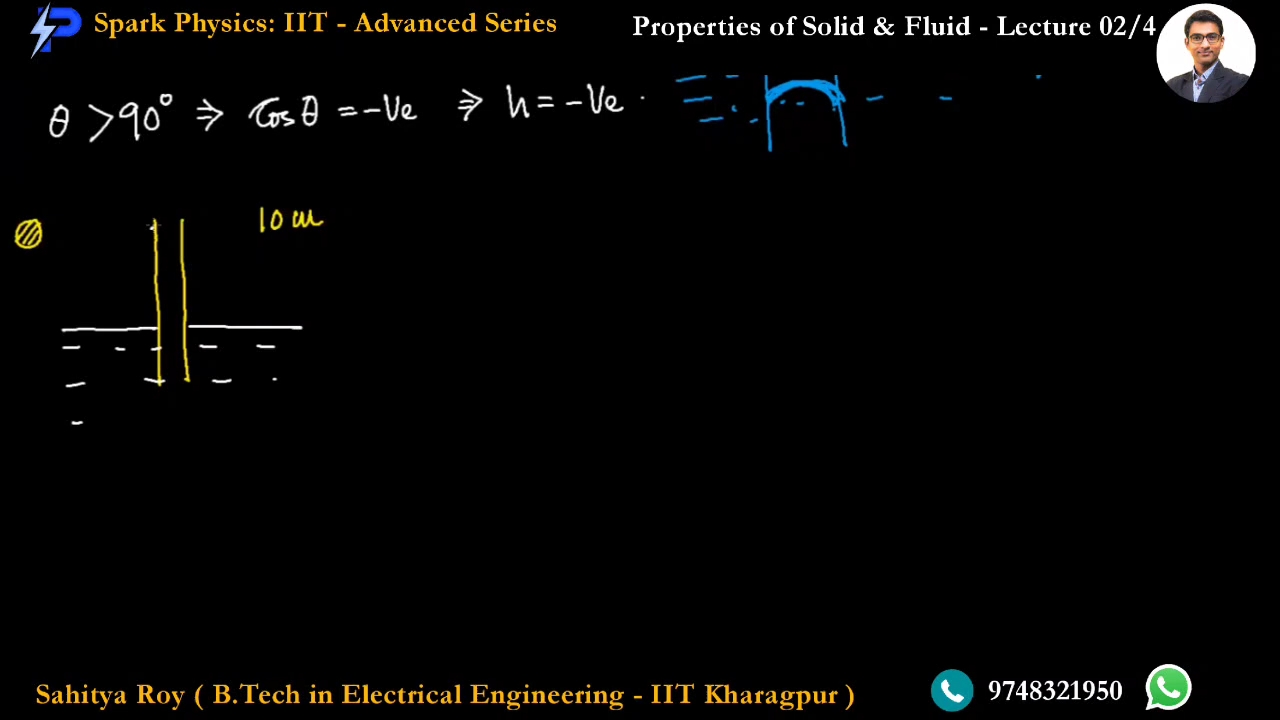 Spark Physics: IIT - Advanced Series
Properties of Solid & Fluid - Lecture 02/4
θ > 90° ⇒ Cosθ = -Ve ⇒ h = -Ve ·
10 cm
Sahitya Roy ( B.Tech in Electrical Engineering - IIT Kharagpur )
9748321950